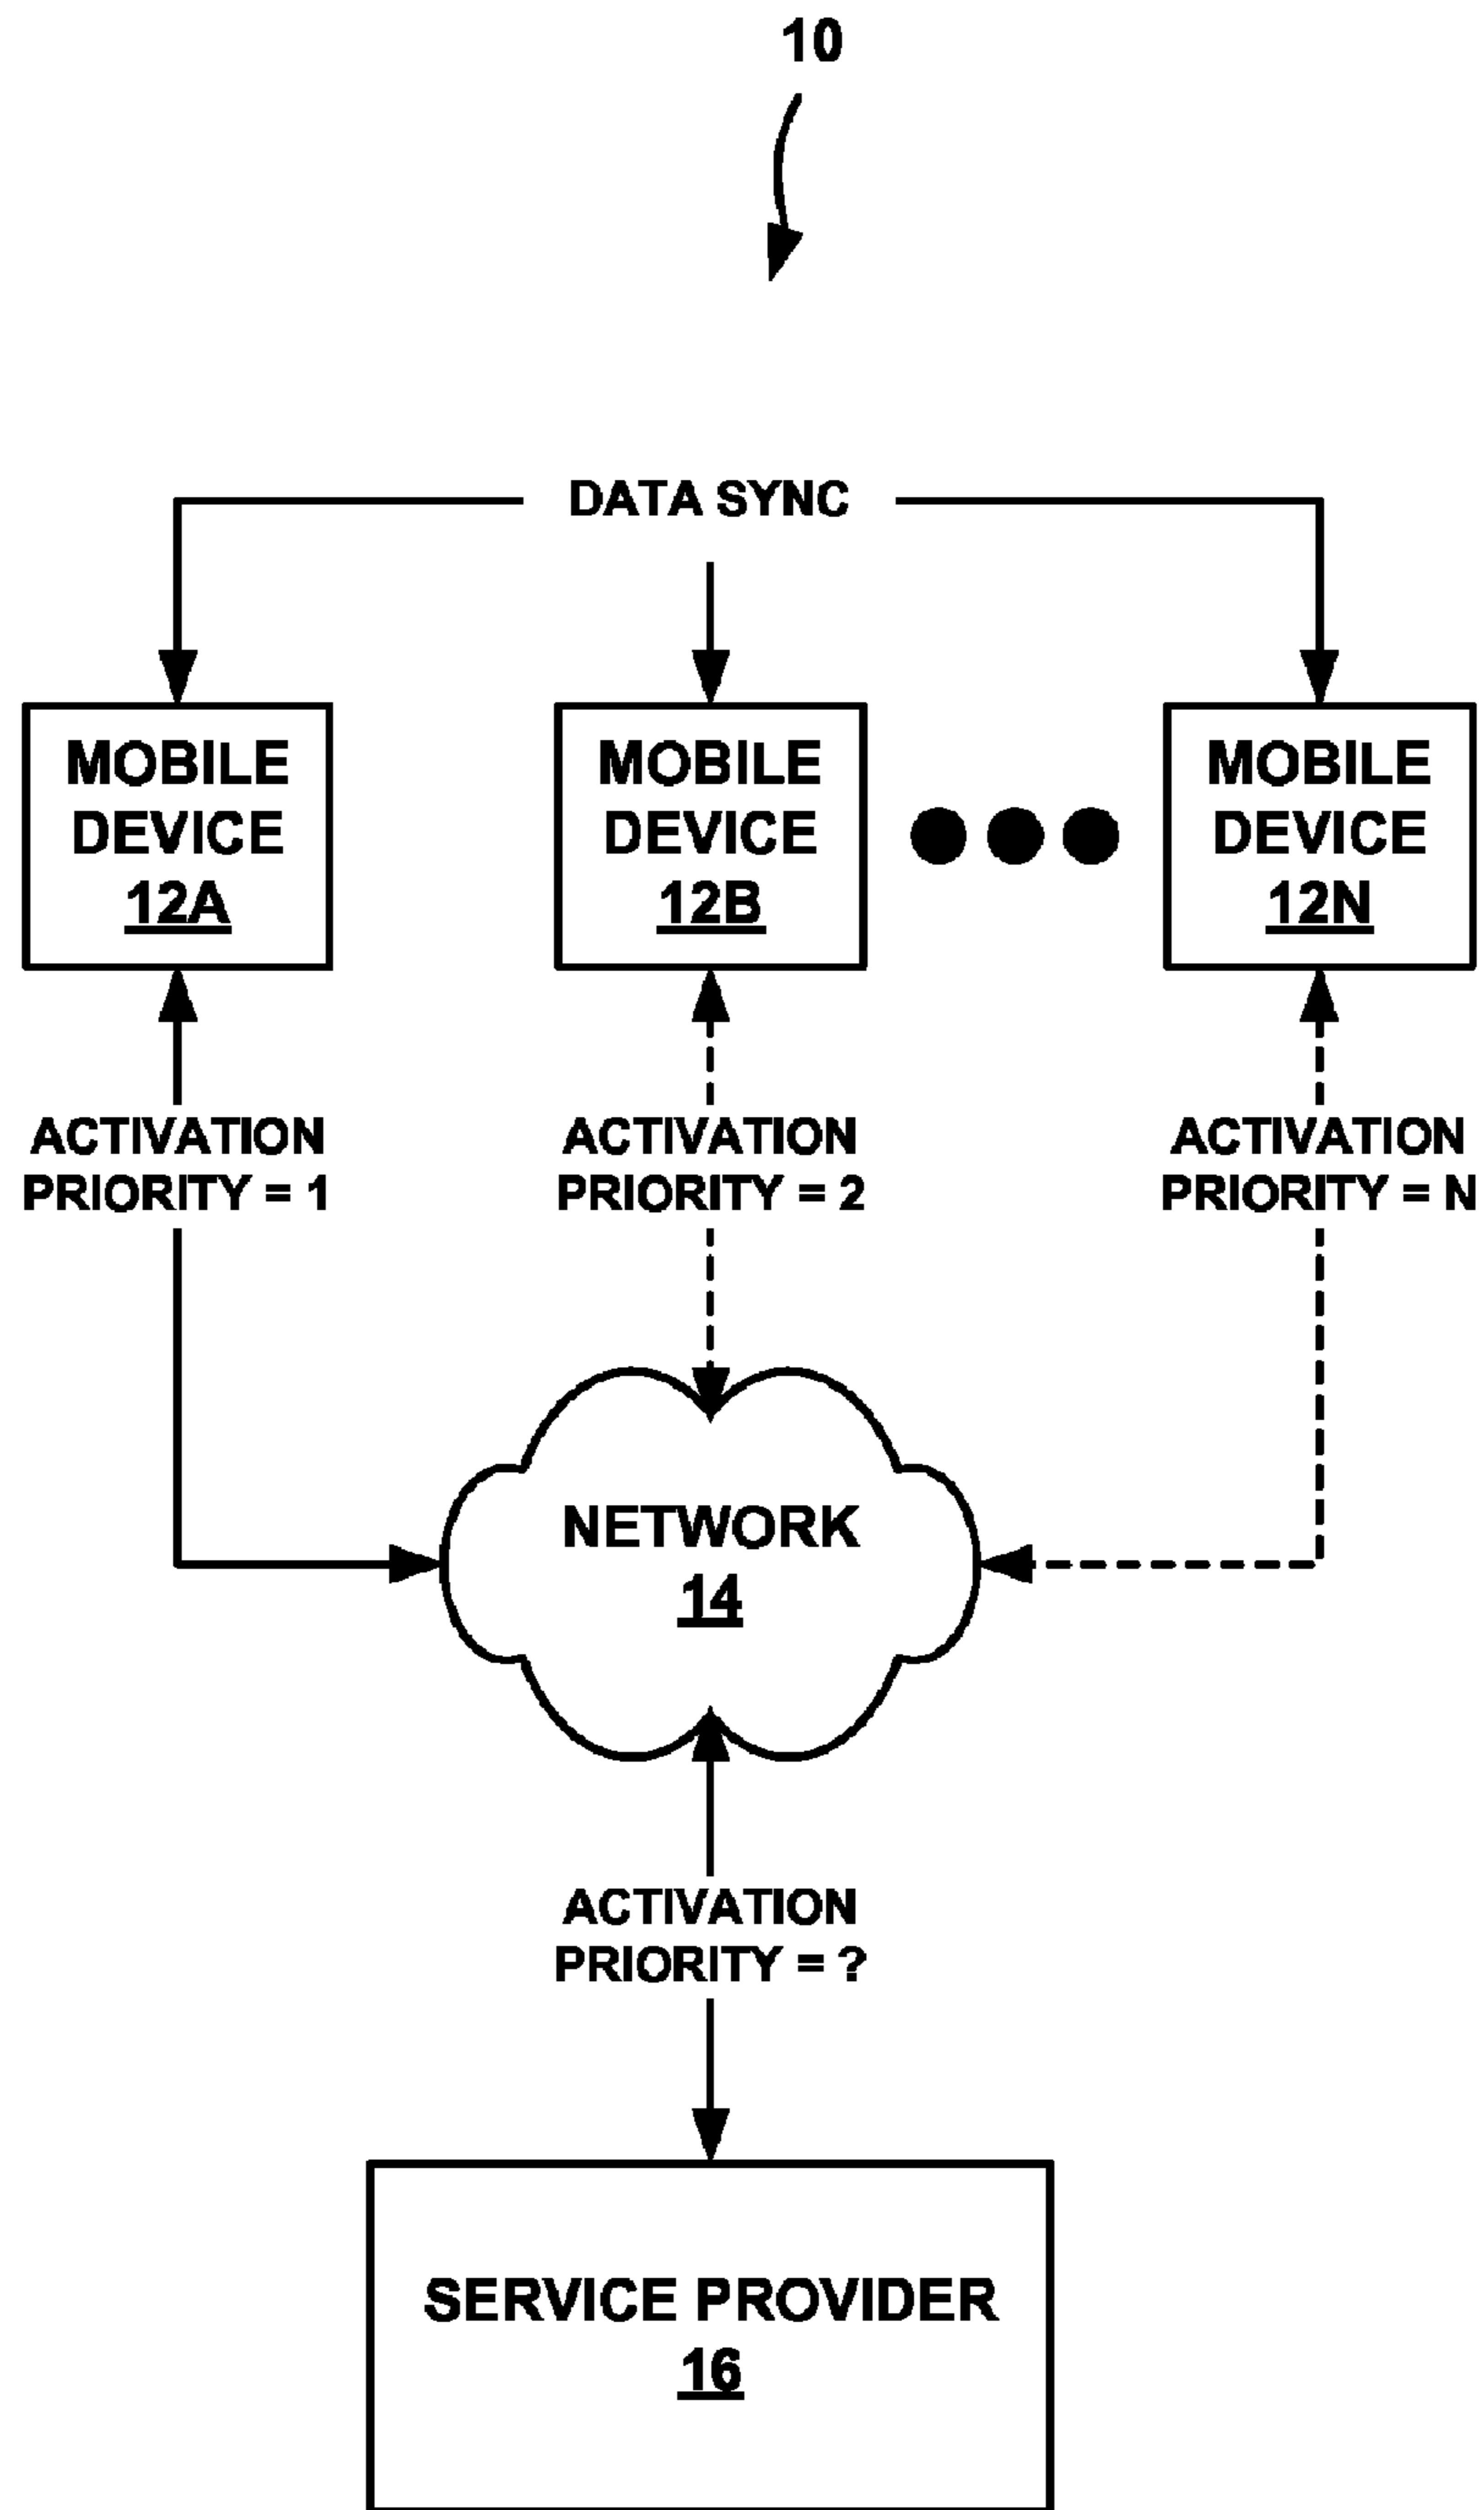 10
DATA SYNC
MOBILE
DEVICE
12A
MOBILE
DEVICE
12B
MOBILE
DEVICE
12N
ACTIVATION
PRIORITY = 1
ACTIVATION
PRIORITY = 2
ACTIVATION
PRIORITY = N
NETWORK
14
ACTIVATION
PRIORITY = ?
SERVICE PROVIDER
16